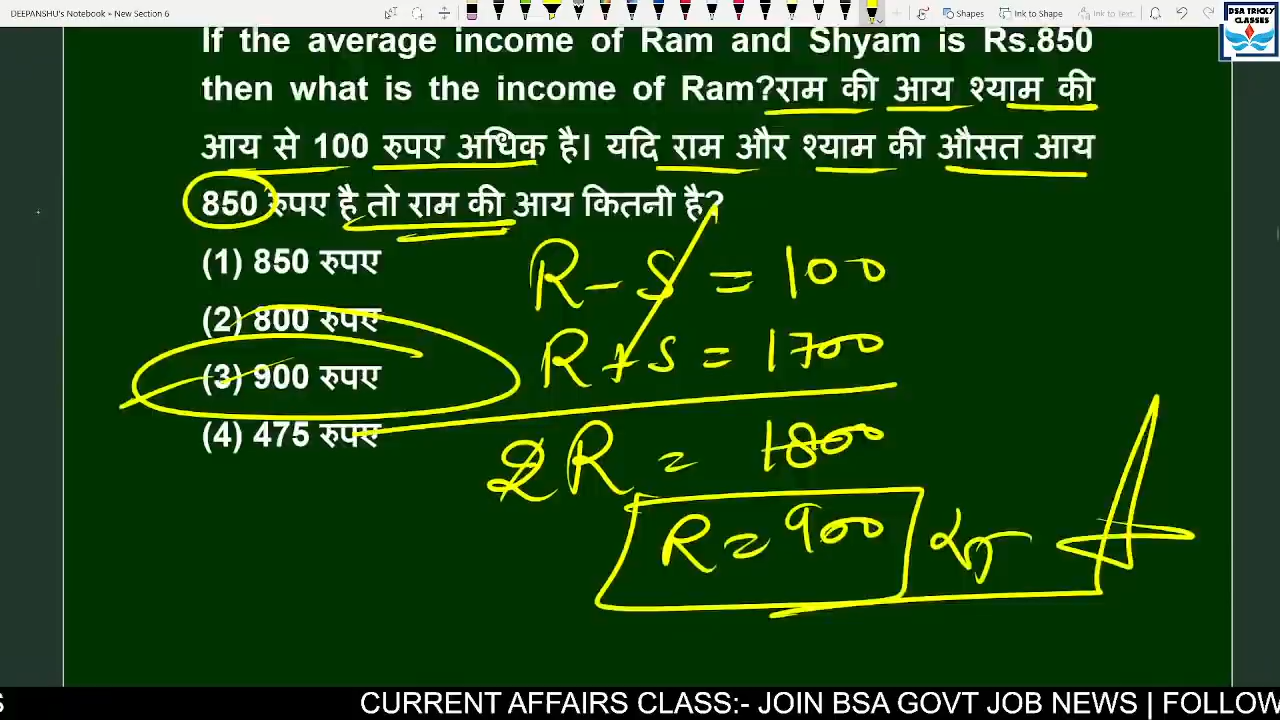 DEEPANSHU's Notebook » New Section 6
Shapes
Ink to Shape
Ink to Text
BSA TRICKY
CLASSES
If the average income of Ram and Shyam is Rs.850
then what is the income of Ram?राम की आय श्याम की
आय से 100 रुपए अधिक है। यदि राम और श्याम की औसत आय
850 रुपए है तो राम की आय कितनी है?
(1) 850 रुपए
(2) 800 रुपए
(3) 900 रुपए
(4) 475 रुपए
R - S = 100
R + S = 1700
2R = 1800
R = 900
S
CURRENT AFFAIRS CLASS:- JOIN BSA GOVT JOB NEWS | FOLLOW